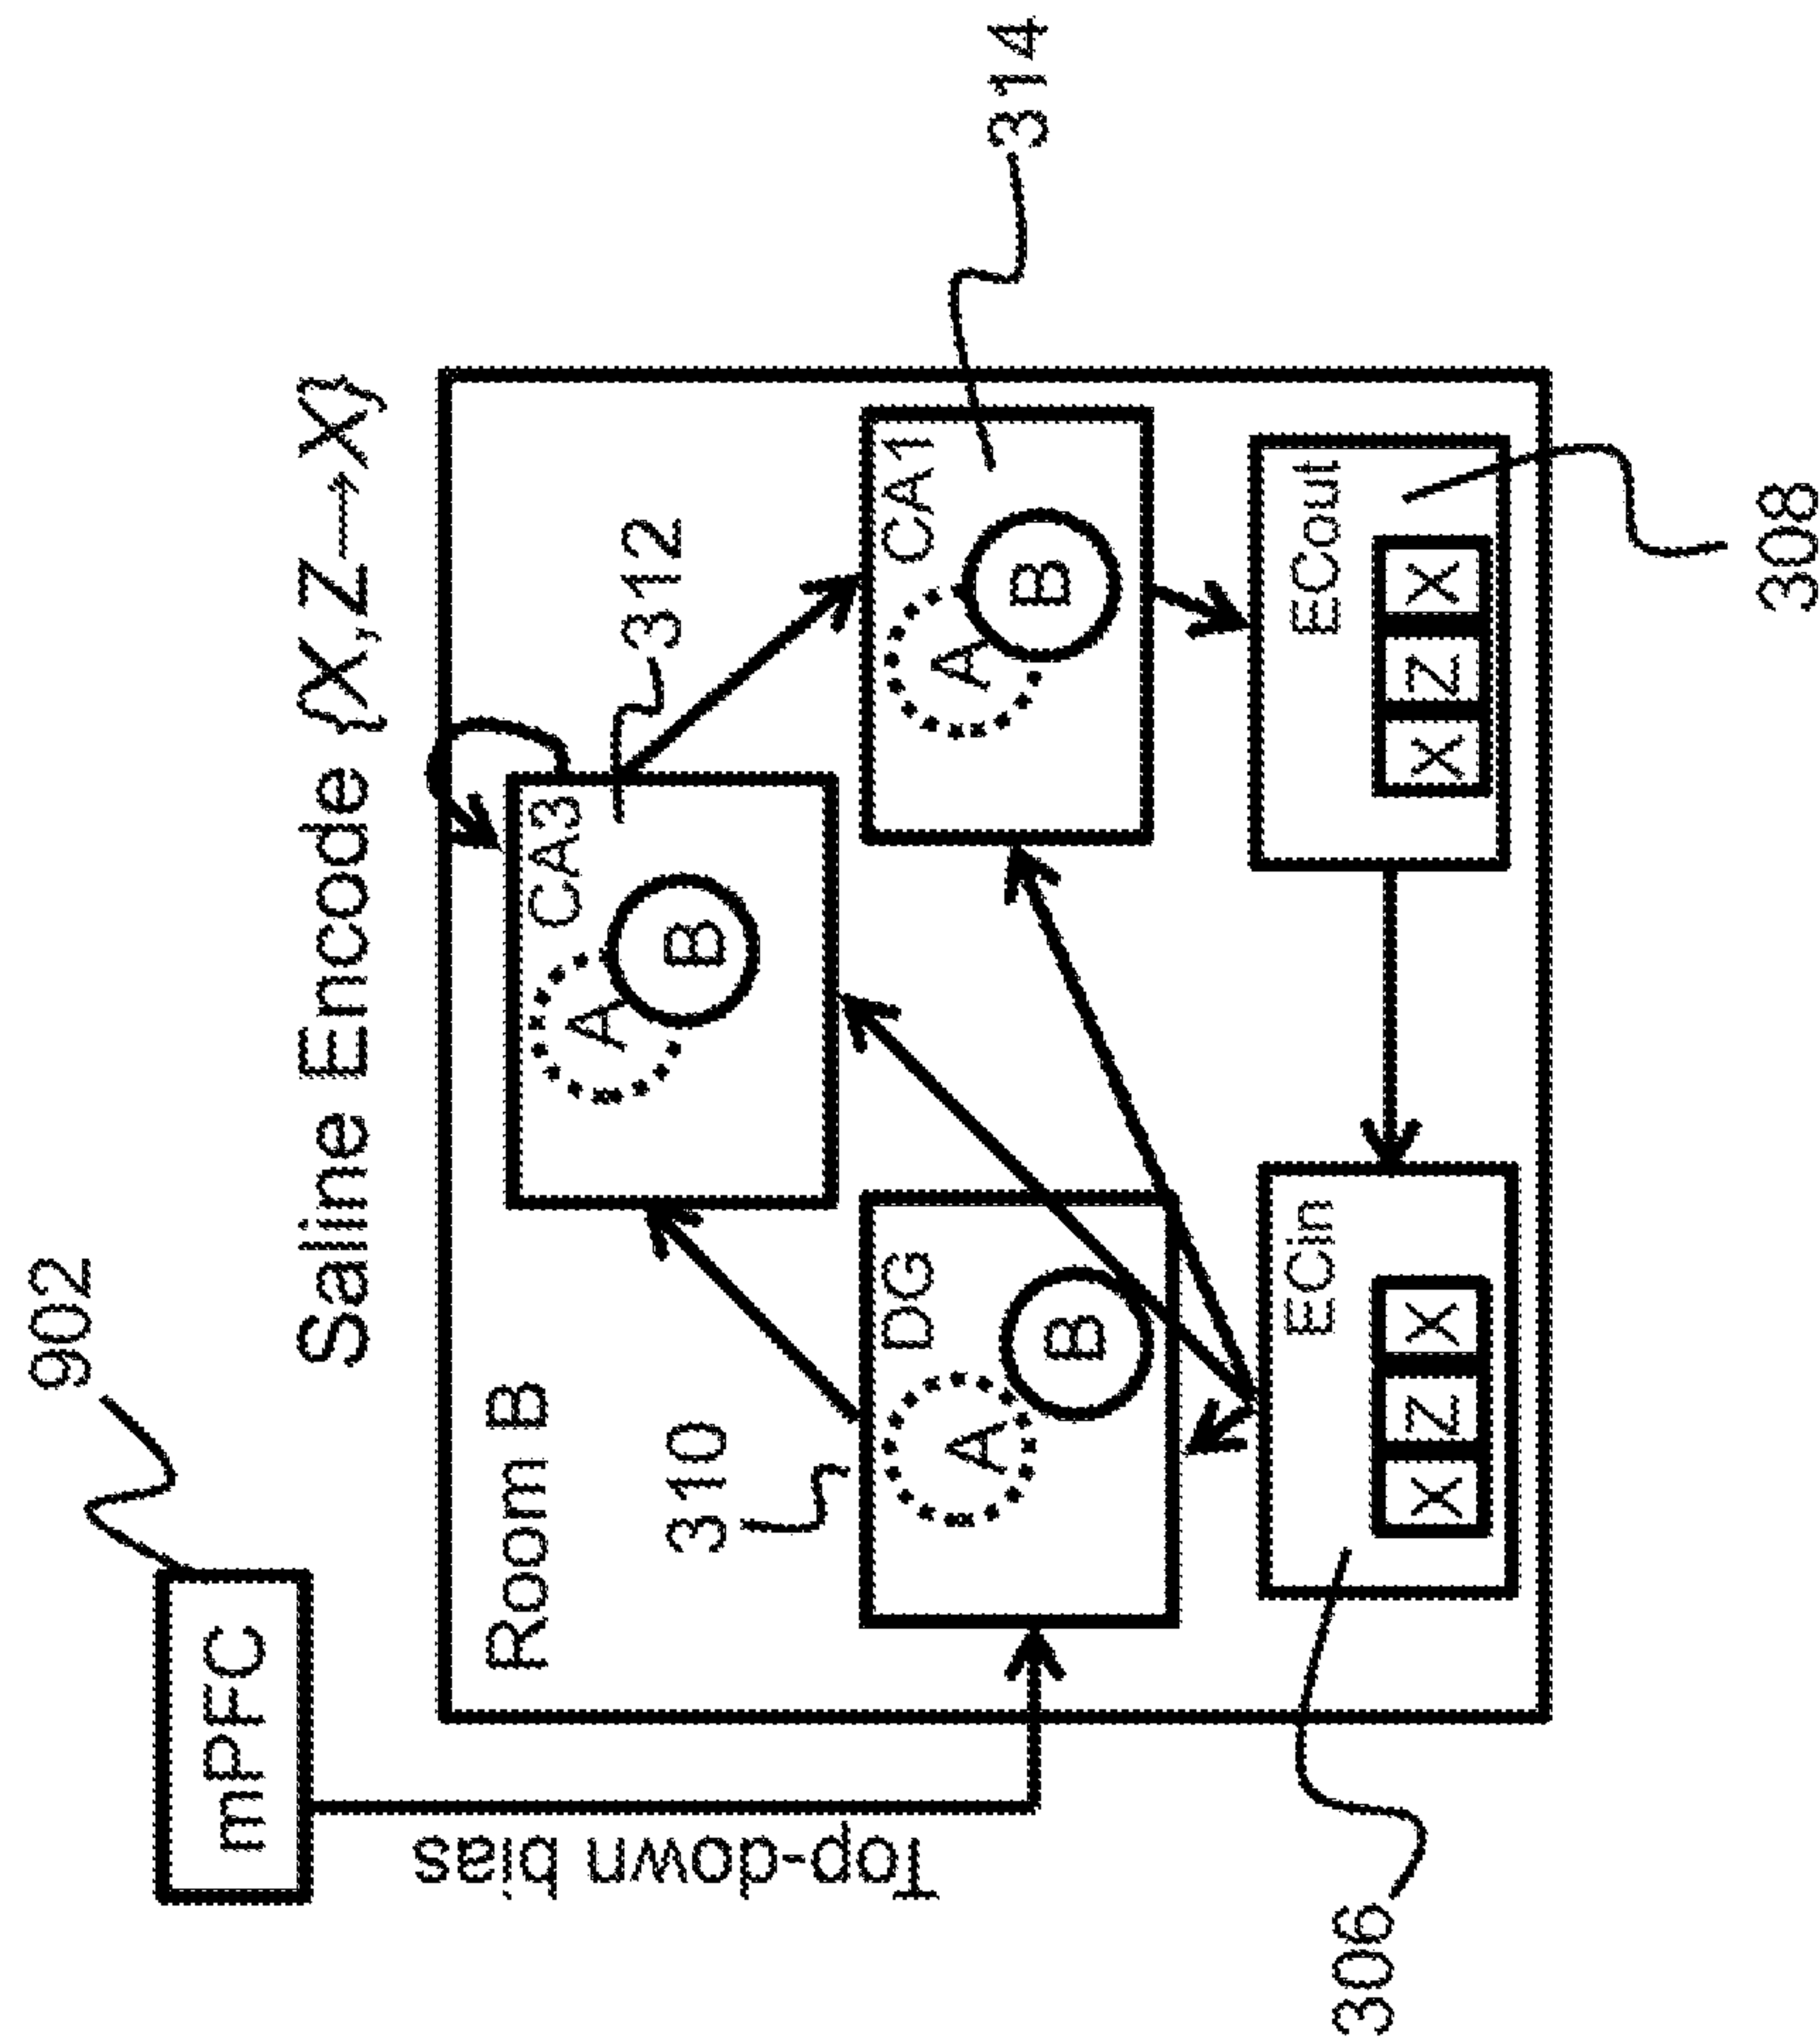 902
mPFC
Top-down bias
Saline Encode {X,Z→X}
Room B
312
CA3
A
B
310
DG
A
B
CA1
A
B
314
ECin
X Z X
ECout
X Z X
306
308